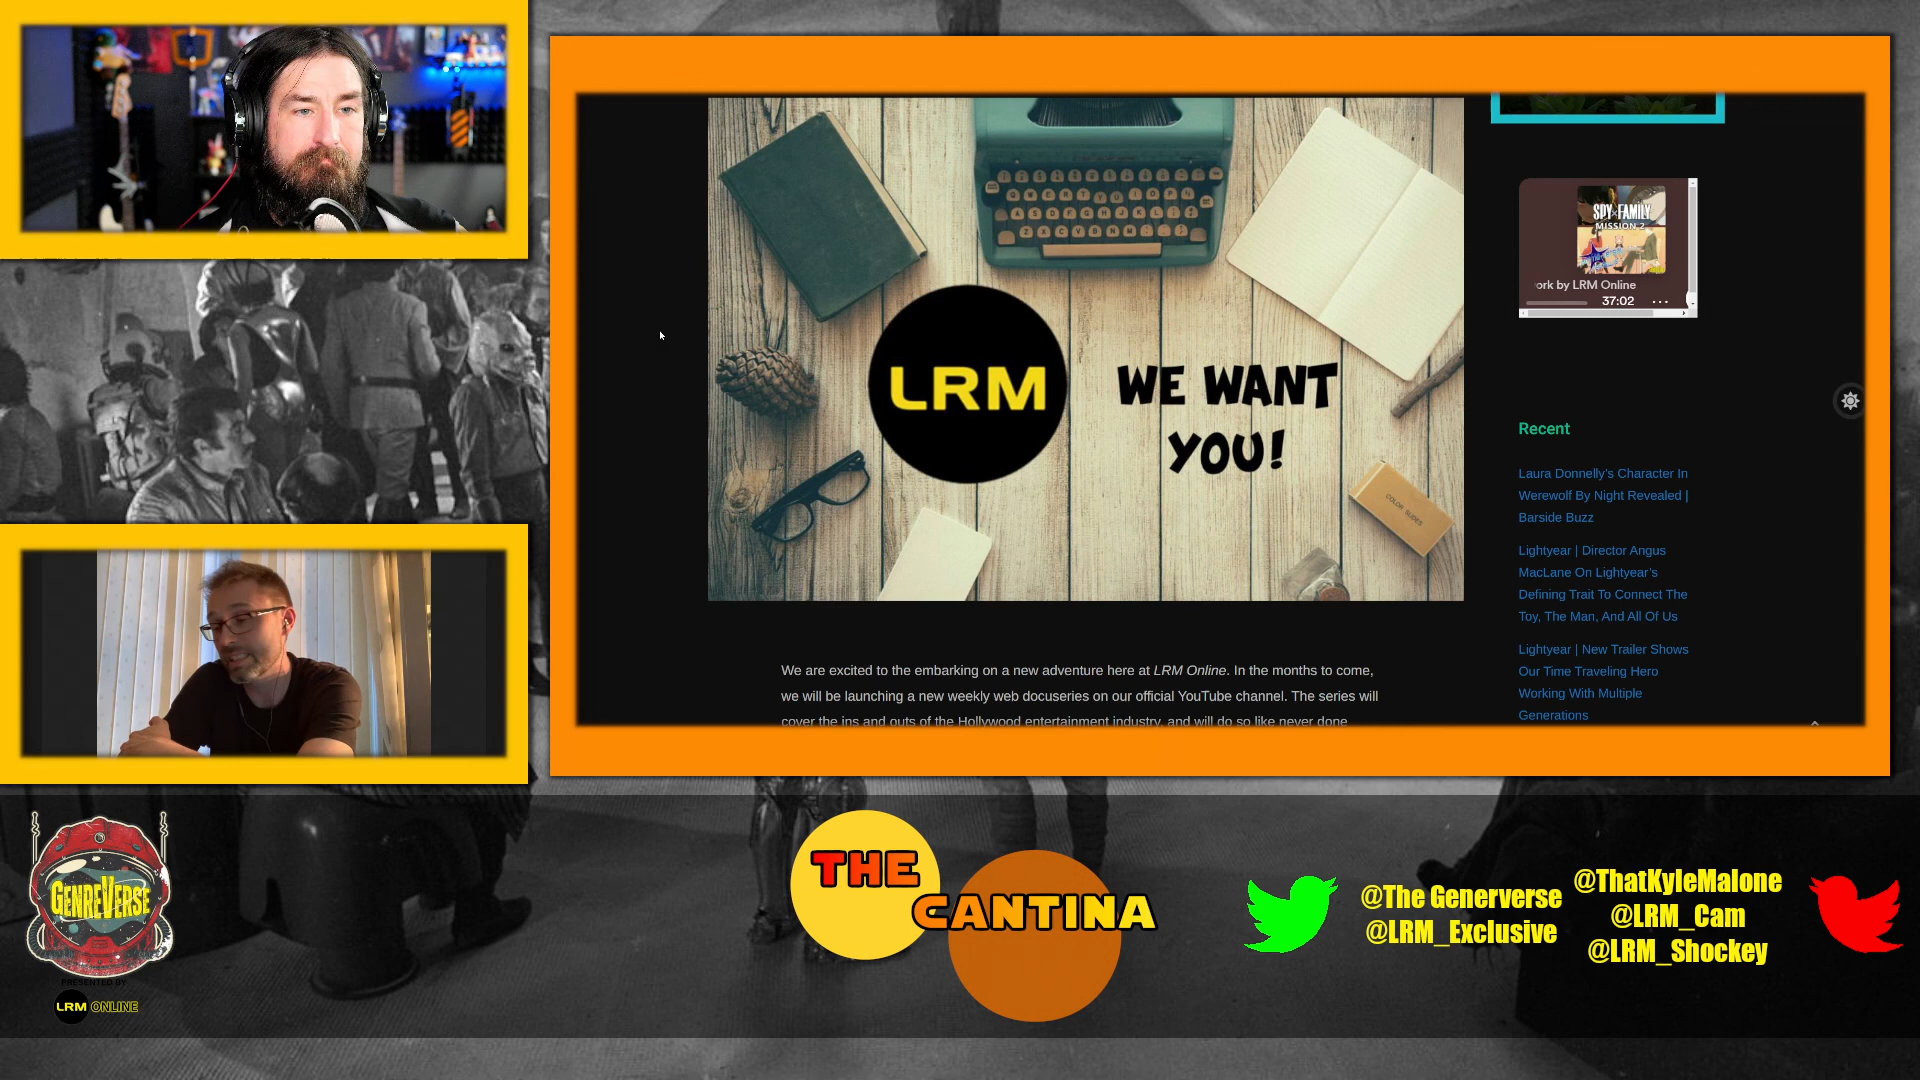 SPY×FAMILY
MISSION 2
ork by LRM Online
37:02
LRM
WE WANT
YOU!
COLOR SLIDES
Recent
Laura Donnelly's Character In
Werewolf By Night Revealed |
Barside Buzz
Lightyear | Director Angus
MacLane On Lightyear's
Defining Trait To Connect The
Toy, The Man, And All Of Us
Lightyear | New Trailer Shows
Our Time Traveling Hero
Working With Multiple
Generations
We are excited to the embarking on a new adventure here at LRM Online. In the months to come,
we will be launching a new weekly web docuseries on our official YouTube channel. The series will
cover the ins and outs of the Hollywood entertainment industry, and will do so like never done
GENREVERSE
PRESENTED BY
LRM ONLINE
THE
CANTINA
@The Generverse
@LRM_Exclusive
@ThatKyleMalone
@LRM_Cam
@LRM_Shockey